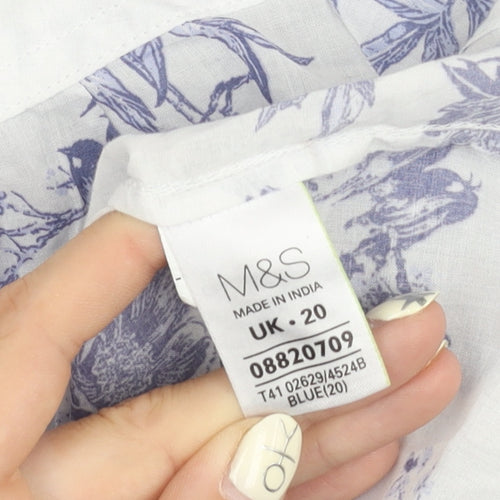 M&S
MADE IN INDIA
UK • 20
08820709
T41 02629/4524B
BLUE(20)